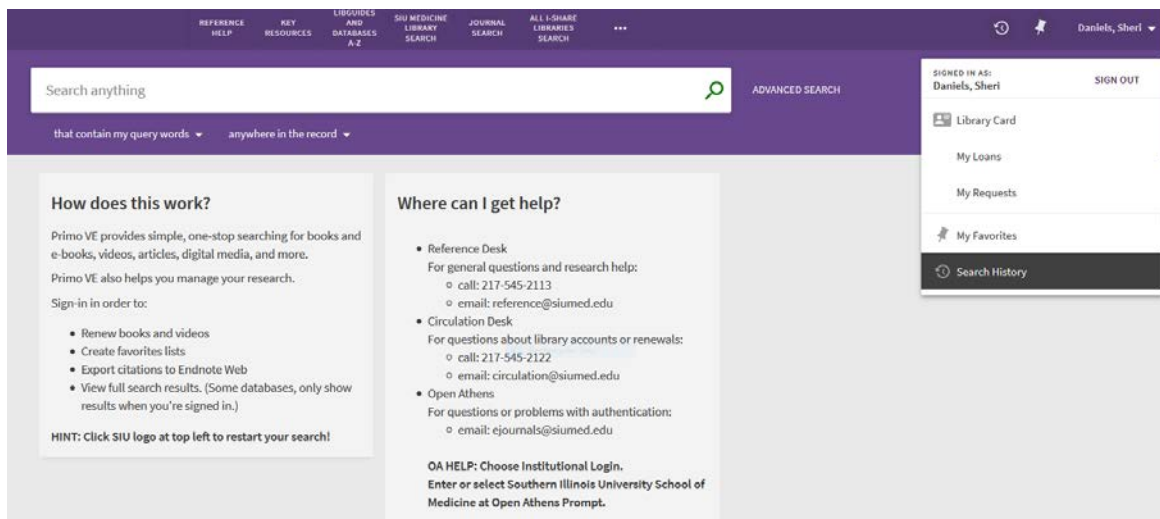 REFERENCE HELP
KEY RESOURCES
LIBGUIDES AND DATABASES A-Z
SIU MEDICINE LIBRARY SEARCH
JOURNAL SEARCH
ALL I-SHARE LIBRARIES SEARCH
...
Daniels, Sheri
Search anything
ADVANCED SEARCH
that contain my query words
anywhere in the record
SIGNED IN AS:
Daniels, Sheri
SIGN OUT
Library Card
My Loans
My Requests
My Favorites
Search History
How does this work?
Primo VE provides simple, one-stop searching for books and
e-books, videos, articles, digital media, and more.
Primo VE also helps you manage your research.
Sign-in in order to:
• Renew books and videos
• Create favorites lists
• Export citations to Endnote Web
• View full search results. (Some databases, only show
results when you're signed in.)
HINT: Click SIU logo at top left to restart your search!
Where can I get help?
• Reference Desk
For general questions and research help:
○ call: 217-545-2113
○ email: reference@siumed.edu
• Circulation Desk
For questions about library accounts or renewals:
○ call: 217-545-2122
○ email: circulation@siumed.edu
• Open Athens
For questions or problems with authentication:
○ email: ejournals@siumed.edu
OA HELP: Choose Institutional Login.
Enter or select Southern Illinois University School of
Medicine at Open Athens Prompt.